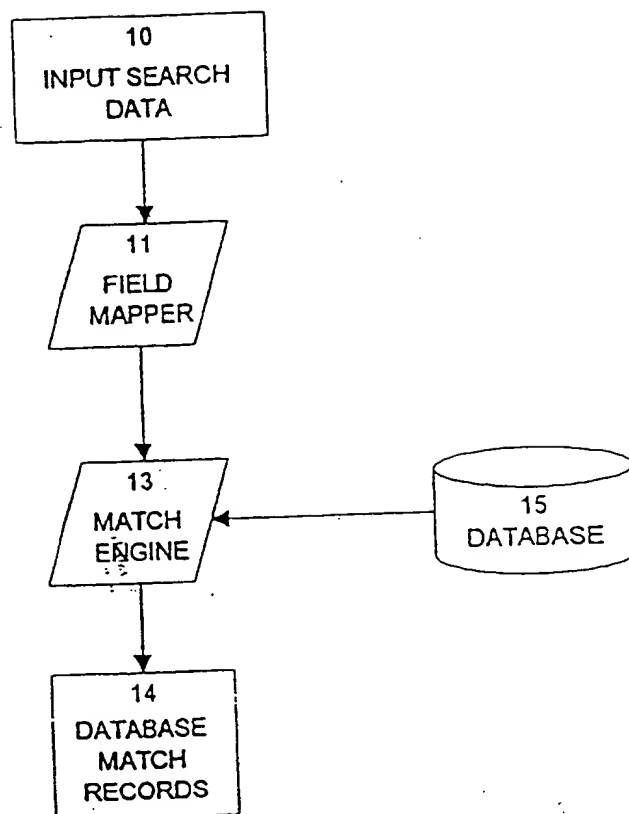 10
INPUT SEARCH
DATA
11
FIELD
MAPPER
13
MATCH
ENGINE
15
DATABASE
14
DATABASE
MATCH
RECORDS